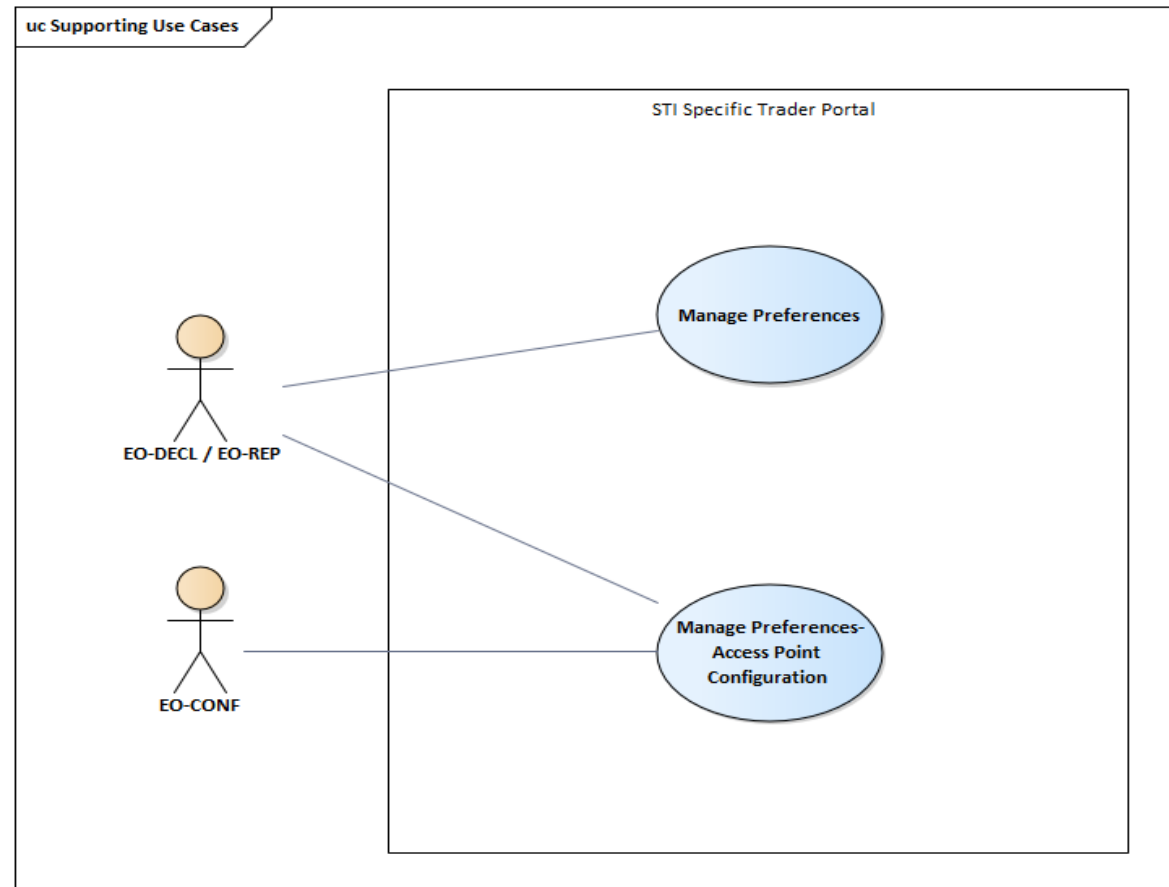 uc Supporting Use Cases
STI Specific Trader Portal
Manage Preferences
EO-DECL / EO-REP
Manage Preferences-
Access Point
Configuration
EO-CONF